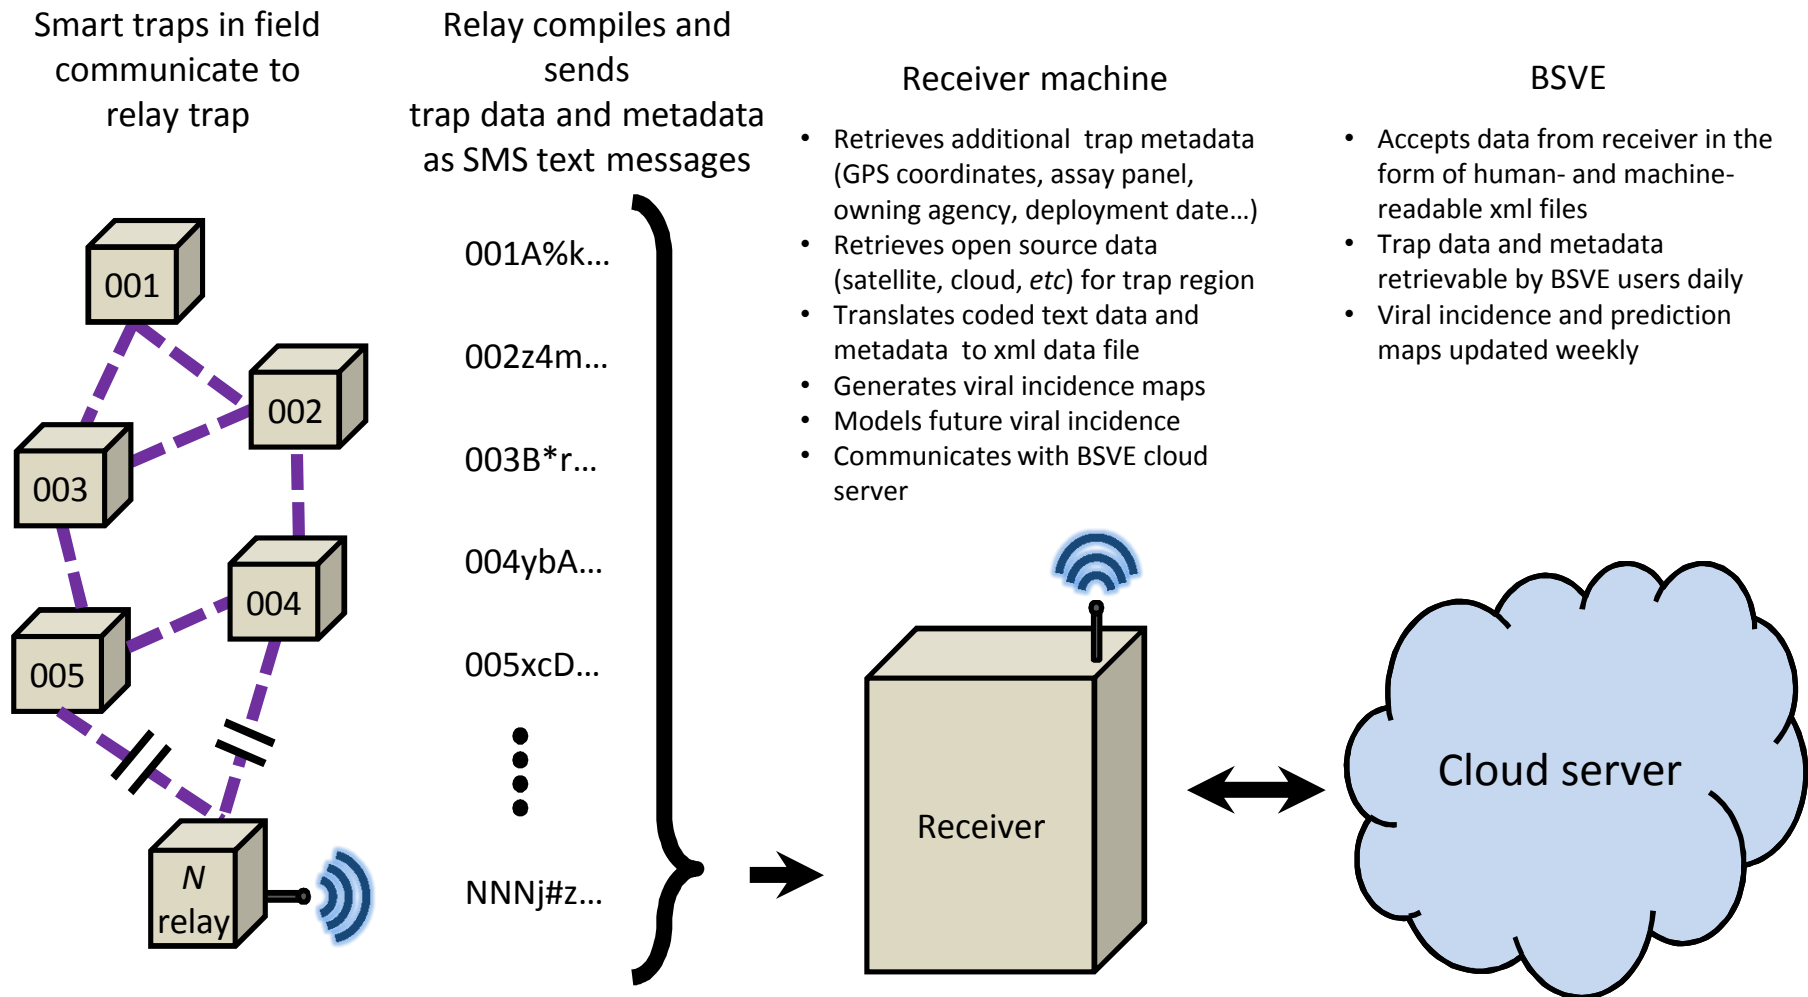 Smart traps in field
communicate to
relay trap
001
002
003
004
005
N
relay
Relay compiles and
sends
trap data and metadata
as SMS text messages
001A%k...
002z4m...
003B*r...
004ybA...
005xcD...
NNNj#z...
Receiver machine
• Retrieves additional trap metadata
(GPS coordinates, assay panel,
owning agency, deployment date...)
• Retrieves open source data
(satellite, cloud, etc) for trap region
• Translates coded text data and
metadata to xml data file
• Generates viral incidence maps
• Models future viral incidence
• Communicates with BSVE cloud
server
Receiver
BSVE
• Accepts data from receiver in the
form of human- and machine-
readable xml files
• Trap data and metadata
retrievable by BSVE users daily
• Viral incidence and prediction
maps updated weekly
Cloud server